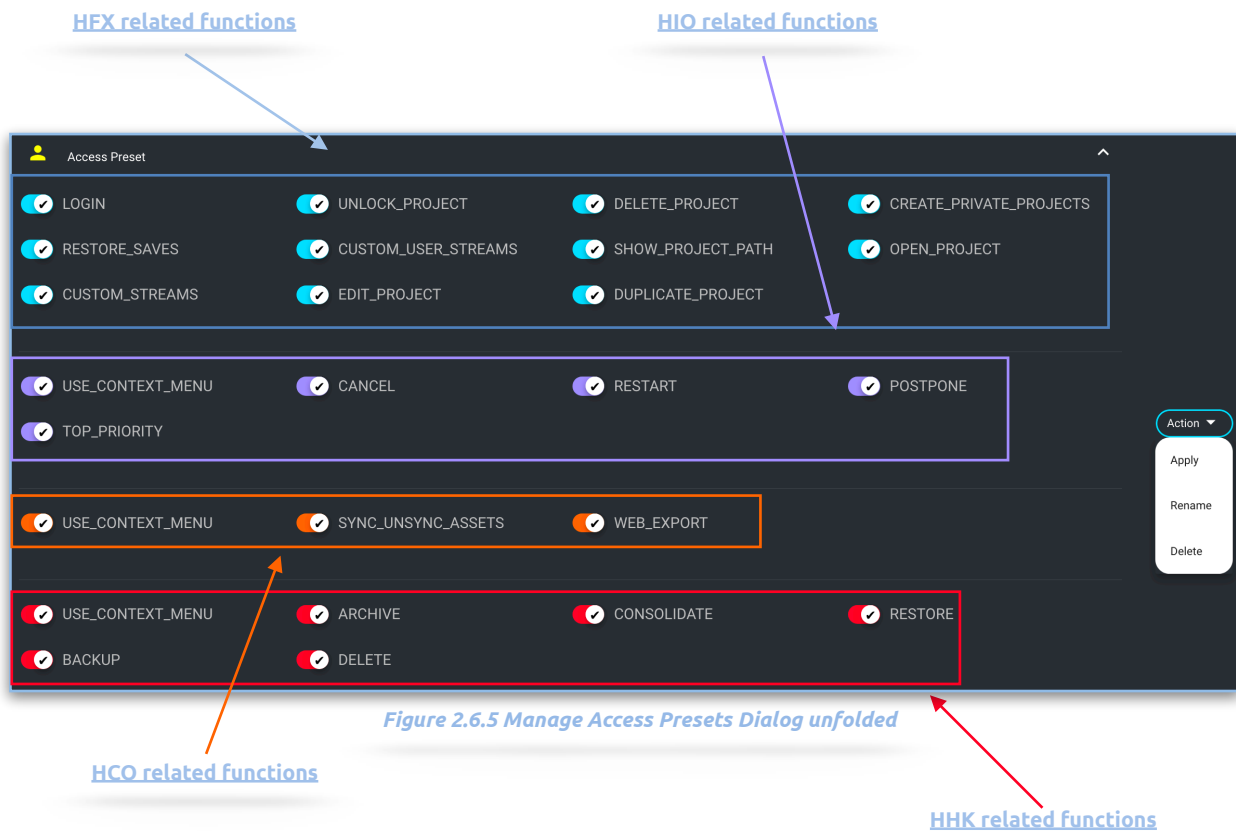 HFX related functions HIO related functions
Access Preset
LOGIN UNLOCK_PROJECT DELETE_PROJECT CREATE_PRIVATE_PROJECTS
RESTORE_SAVES CUSTOM_USER_STREAMS SHOW_PROJECT_PATH OPEN_PROJECT
CUSTOM_STREAMS EDIT_PROJECT DUPLICATE_PROJECT
USE_CONTEXT_MENU CANCEL RESTART POSTPONE
TOP_PRIORITY
Action
Apply
Rename
Delete
USE_CONTEXT_MENU SYNC_UNSYNC_ASSETS WEB_EXPORT
USE_CONTEXT_MENU ARCHIVE CONSOLIDATE RESTORE
BACKUP DELETE
Figure 2.6.5 Manage Access Presets Dialog unfolded
HCO related functions
HHK related functions